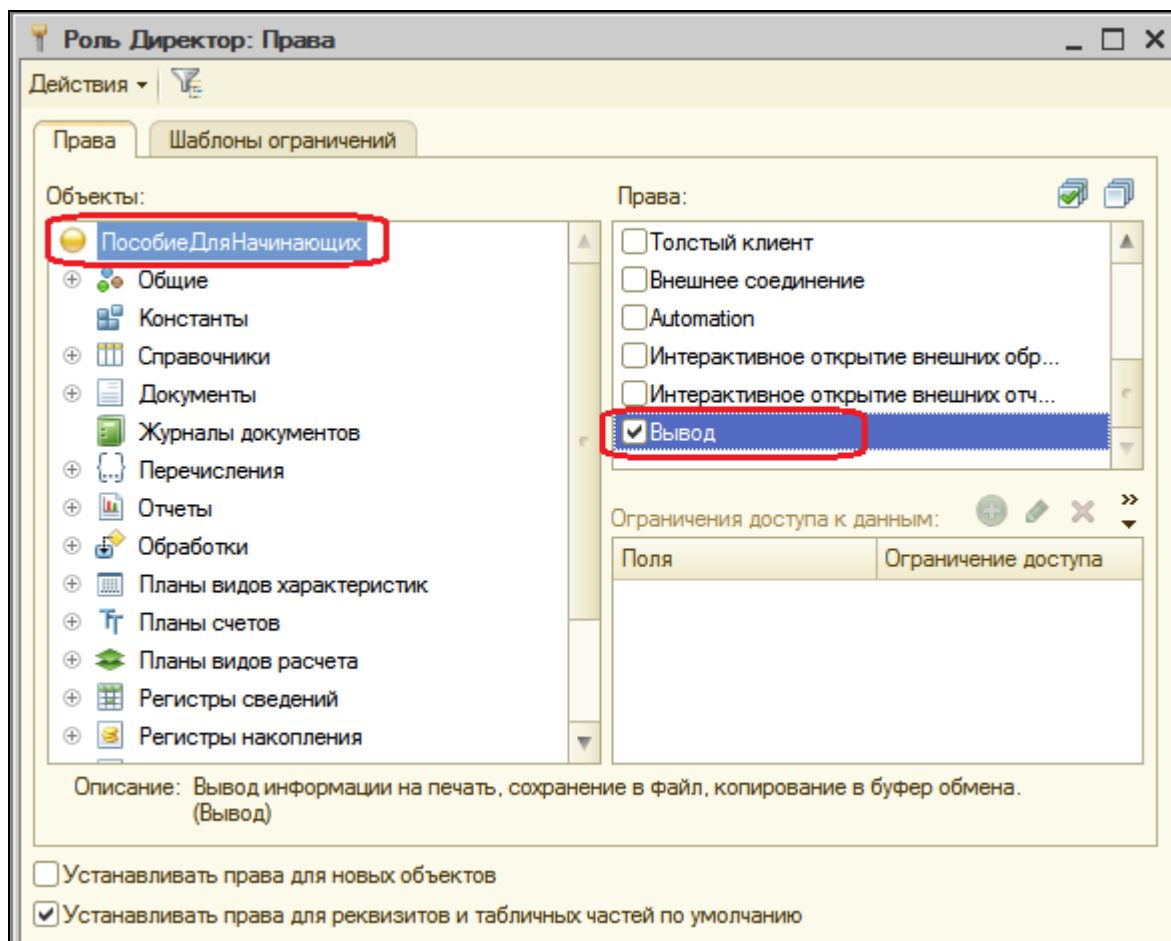 Роль Директор: Права
Действия
Права
Шаблоны ограничений
Объекты:
ПособиеДляНачинающих
Общие
Константы
Справочники
Документы
Журналы документов
Перечисления
Отчеты
Обработки
Планы видов характеристик
Планы счетов
Планы видов расчета
Регистры сведений
Регистры накопления
Права:
Толстый клиент
Внешнее соединение
Automation
Интерактивное открытие внешних обр...
Интерактивное открытие внешних отч...
Вывод
Ограничения доступа к данным:
Поля
Ограничение доступа
Описание: Вывод информации на печать, сохранение в файл, копирование в буфер обмена.
(Вывод)
Устанавливать права для новых объектов
Устанавливать права для реквизитов и табличных частей по умолчанию